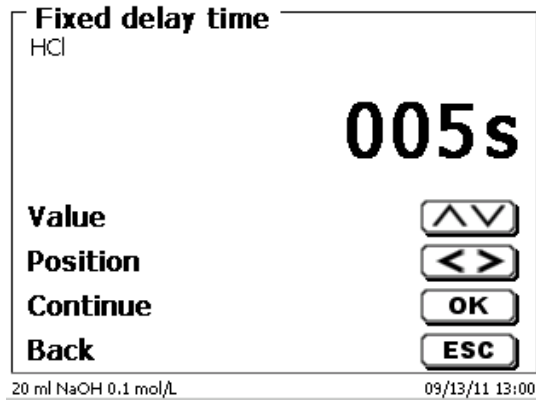 Fixed delay time
HCl
005s
Value
Position < >
Continue OK
Back ESC
20 ml NaOH 0.1 mol/L 09/13/11 13:00